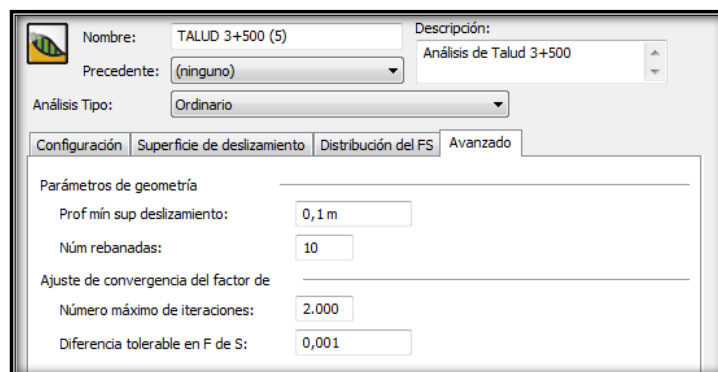 Nombre: TALUD 3+500 (5) Descripción:
Precedente: (ninguno) Análisis de Talud 3+500
Análisis Tipo: Ordinario
Configuración Superficie de deslizamiento Distribución del FS Avanzado
Parámetros de geometría
Prof mín sup deslizamiento: 0,1 m
Núm rebanadas: 10
Ajuste de convergencia del factor de
Número máximo de iteraciones: 2.000
Diferencia tolerable en F de S: 0,001